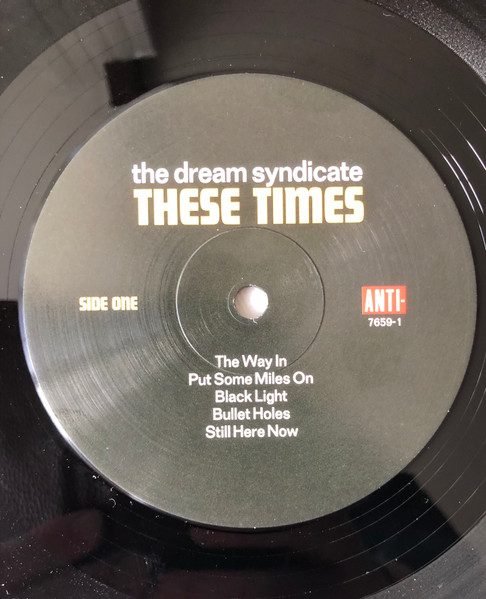 the dream syndicate
THESE TIMES
SIDE ONE
ANTI-
7659-1
The Way In
Put Some Miles On
Black Light
Bullet Holes
Still Here Now